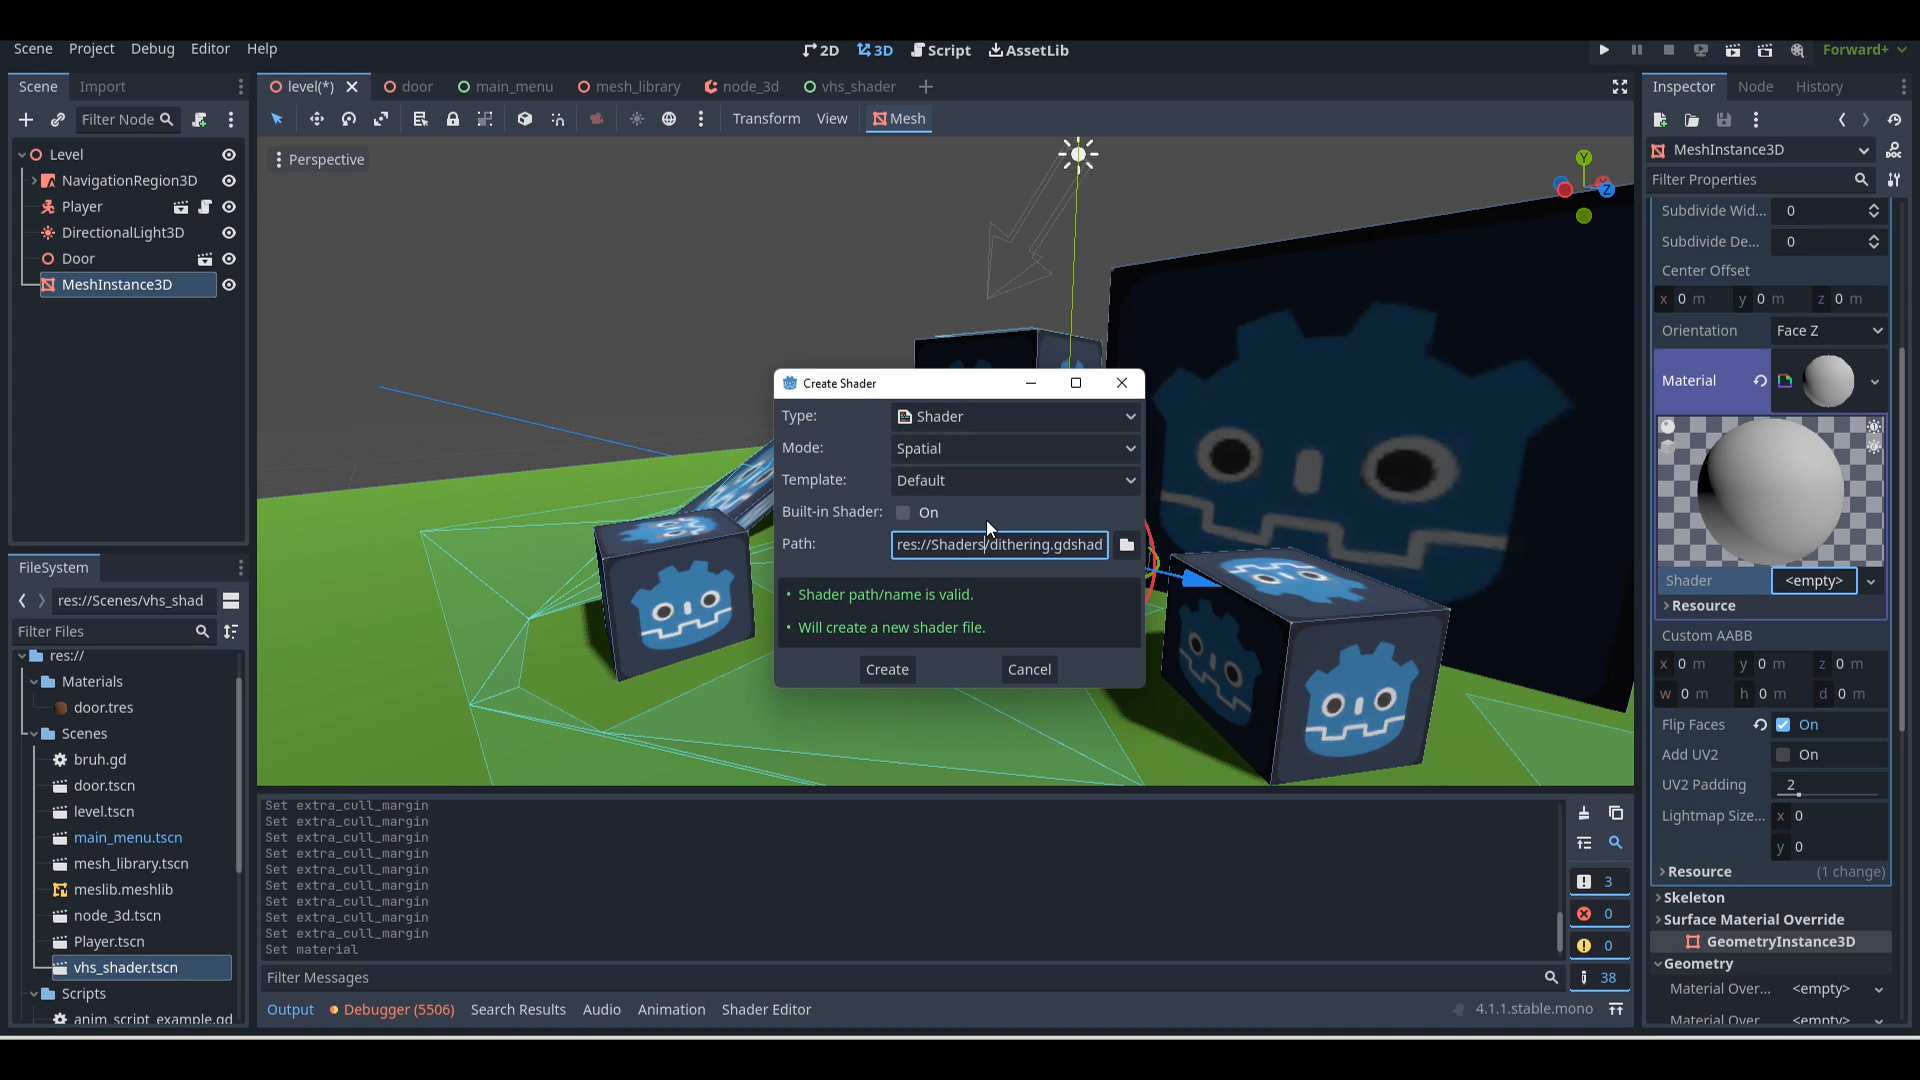 Scene Project Debug Editor Help
2D 3D Script AssetLib
Forward+
Scene Import
level(*) door main_menu mesh_library node_3d vhs_shader
Inspector Node History
Filter Node
Transform View Mesh
Perspective
Y
Z
Level
NavigationRegion3D
Player
DirectionalLight3D
Door
MeshInstance3D
MeshInstance3D
Filter Properties
Subdivide Wid... 0
Subdivide De... 0
Center Offset
x 0 m y 0 m z 0 m
Orientation Face Z
Material
Shader <empty>
Resource
Custom AABB
x 0 m y 0 m z 0 m
w 0 m h 0 m d 0 m
Flip Faces On
Add UV2 On
UV2 Padding 2
Lightmap Size... x 0
y 0
Resource (1 change)
Skeleton
Surface Material Override
GeometryInstance3D
Geometry
Material Over... <empty>
Material Over <empty>
Create Shader
Type: Shader
Mode: Spatial
Template: Default
Built-in Shader: On
Path: res://Shaders/dithering.gdshad
• Shader path/name is valid.
• Will create a new shader file.
Create Cancel
FileSystem
res://Scenes/vhs_shad
Filter Files
res://
Materials
door.tres
Scenes
bruh.gd
door.tscn
level.tscn
main_menu.tscn
mesh_library.tscn
meslib.meshlib
node_3d.tscn
Player.tscn
vhs_shader.tscn
Scripts
anim_script_example.gd
Set extra_cull_margin
Set extra_cull_margin
Set extra_cull_margin
Set extra_cull_margin
Set extra_cull_margin
Set extra_cull_margin
Set extra_cull_margin
Set extra_cull_margin
Set extra_cull_margin
Set material
3
0
0
38
Filter Messages
Output Debugger (5506) Search Results Audio Animation Shader Editor
4.1.1.stable.mono